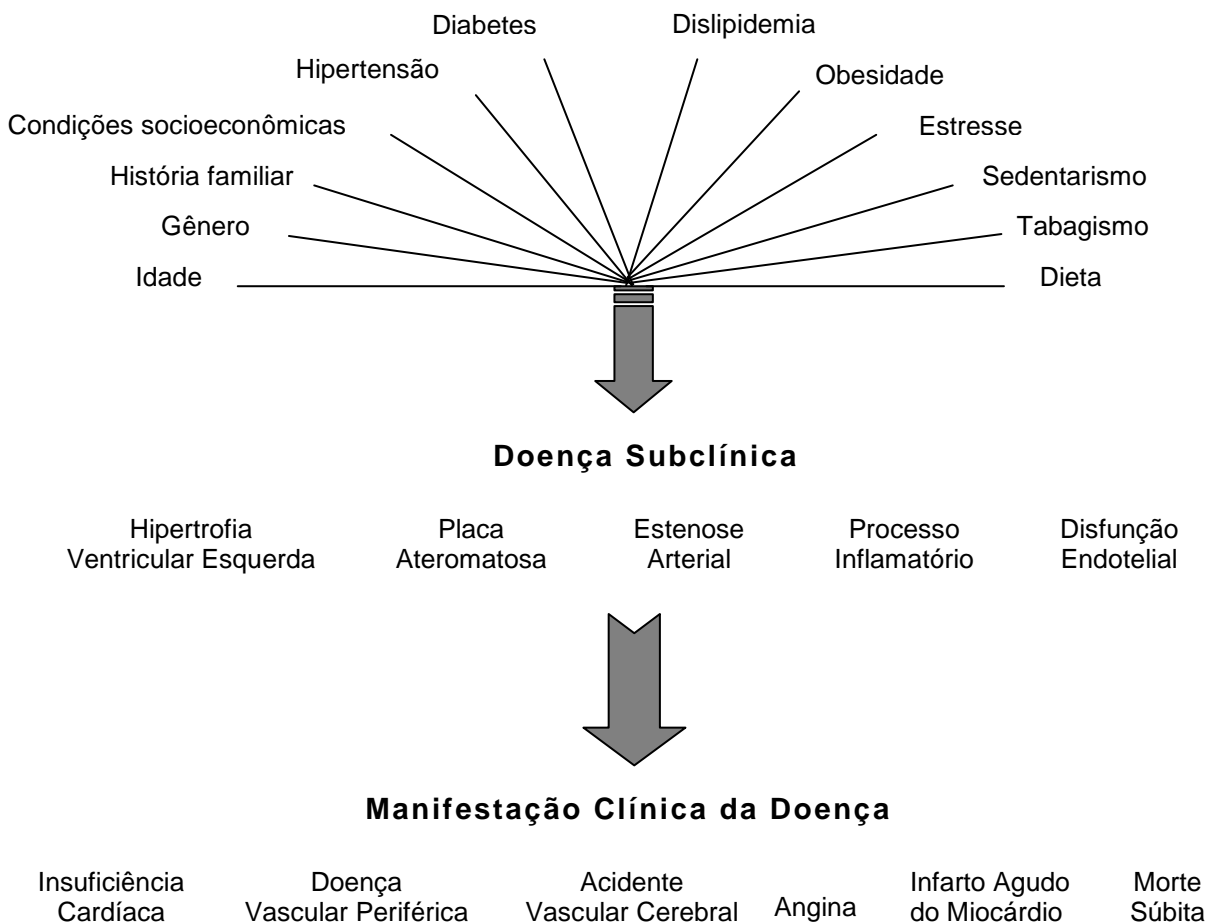 Diabetes
Dislipidemia
Hipertensão
Obesidade
Condições socioeconômicas
Estresse
História familiar
Sedentarismo
Gênero
Tabagismo
Idade
Dieta
Doença Subclínica
Hipertrofia
Ventricular Esquerda
Placa
Ateromatosa
Estenose
Arterial
Processo
Inflamatório
Disfunção
Endotelial
Manifestação Clínica da Doença
Insuficiência
Cardíaca
Doença
Vascular Periférica
Acidente
Vascular Cerebral
Angina
Infarto Agudo
do Miocárdio
Morte
Súbita